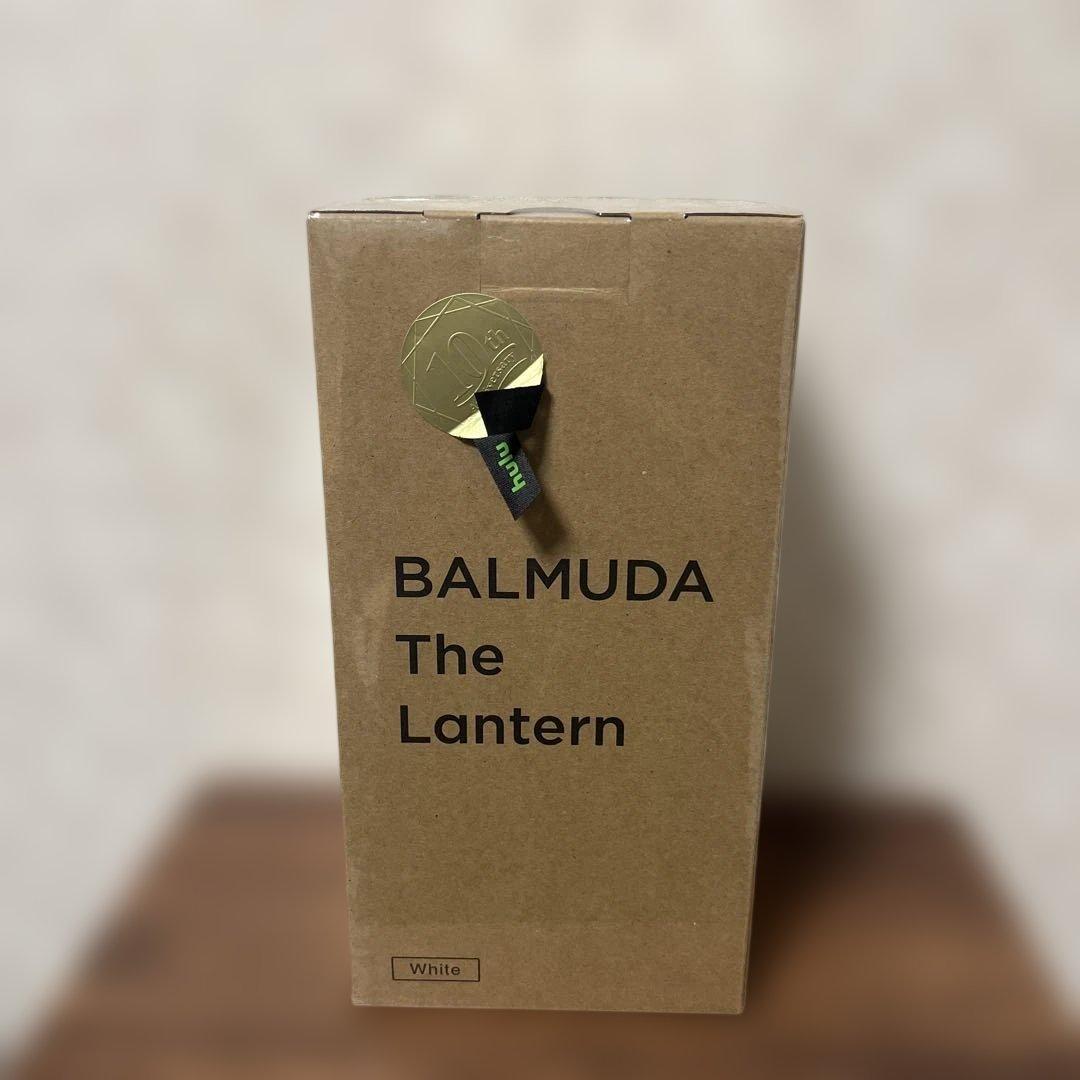 10th
hulu
BALMUDA
The
Lantern
White